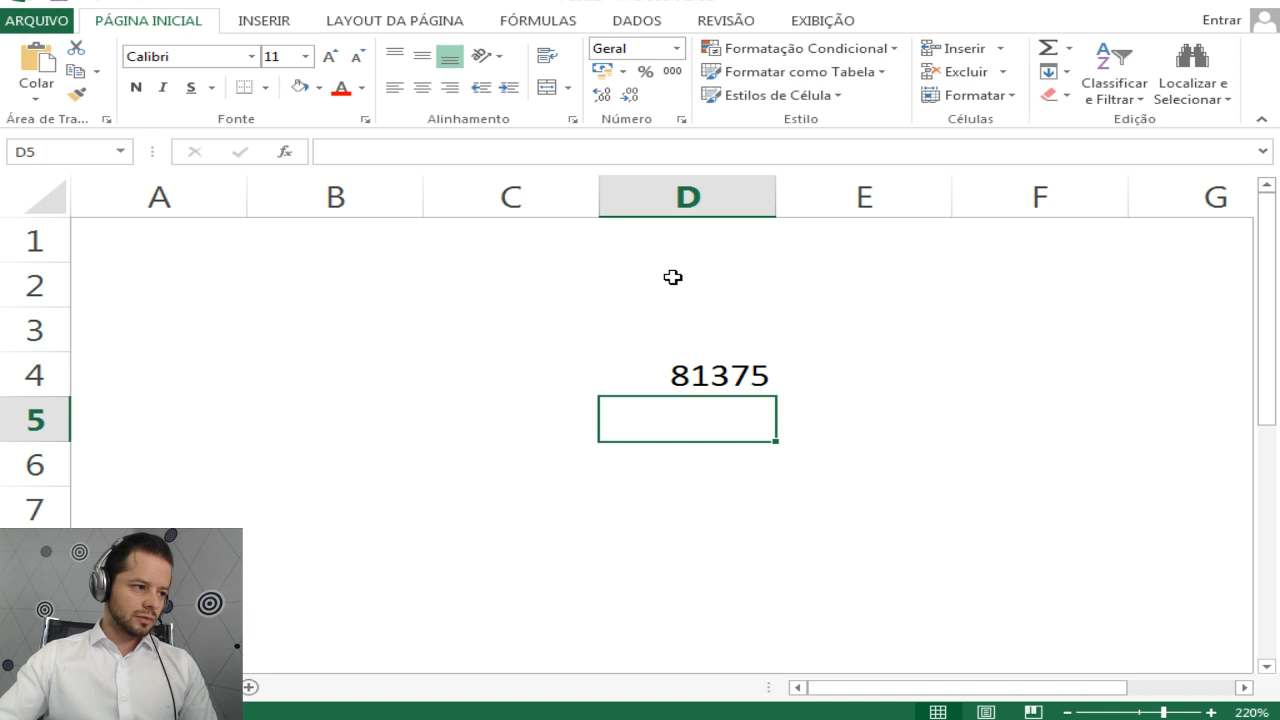 ARQUIVO PÁGINA INICIAL INSERIR LAYOUT DA PÁGINA FÓRMULAS DADOS REVISÃO EXIBIÇÃO Entrar
Colar
Área de Tra...
Calibri 11
N I S A
Fonte
Alinhamento
Geral
% 000
Número
Formatação Condicional
Formatar como Tabela
Estilos de Célula
Estilo
Inserir
Excluir
Formatar
Células
Σ
Classificar
e Filtrar
Localizar e
Selecionar
Edição
D5 fx
A B C D E F G
1
2
3
4 81375
5
6
7
220%